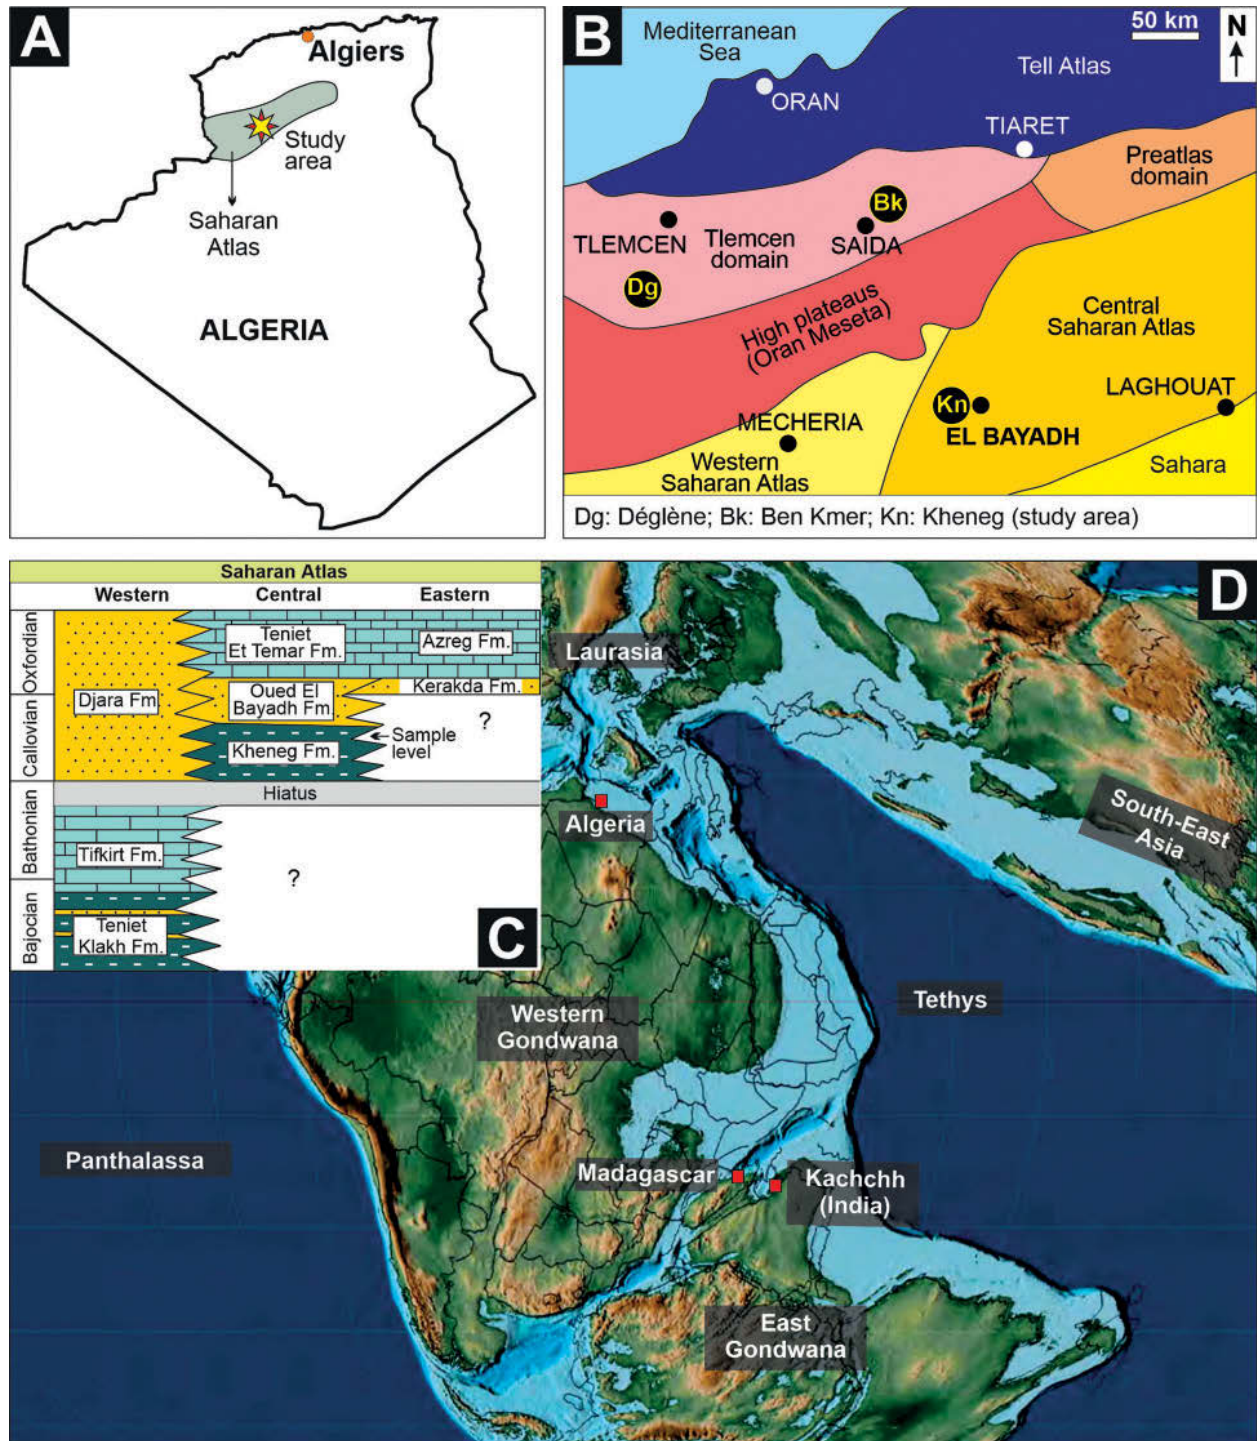 A
Algiers
Study
area
Saharan
Atlas
ALGERIA
B
Mediterranean
Sea
50 km
N
Tell Atlas
ORAN
TIARET
Preatlas
domain
Bk
TLEMCEN
Tlemcen
domain
SAIDA
Dg
High plateaus
(Oran Meseta)
Central
Saharan Atlas
LAGHOUAT
Kn
MECHERIA
EL BAYADH
Western
Saharan Atlas
Sahara
Dg: Déglène; Bk: Ben Kmer; Kn: Kheneg (study area)
Saharan Atlas
Western
Central
Eastern
Oxfordian
Callovian
Bathonian
Bajocian
Teniet
Et Temar Fm.
Azreg Fm.
Djara Fm.
Oued El
Bayadh Fm.
Kerakda Fm.
?
Kheneg Fm.
Sample
level
Hiatus
Tifkirt Fm.
?
Teniet
Klakh Fm.
C
D
Laurasia
Algeria
South-East
Asia
Western
Gondwana
Tethys
Panthalassa
Madagascar
Kachchh
(India)
East
Gondwana